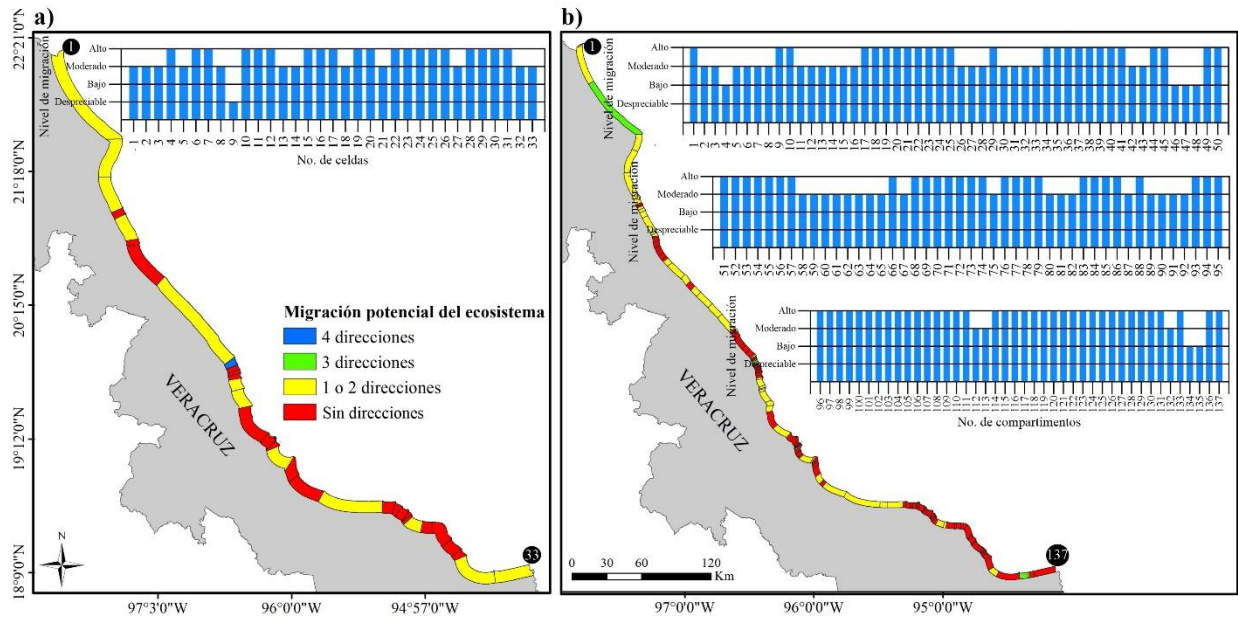 a)
22°21'0"N
21°18'0"N
20°15'0"N
19°12'0"N
18°9'0"N
1
Nivel de migración
Alto
Moderado
Bajo
Despreciable
1 2 3 4 5 6 7 8 9 10 11 12 13 14 15 16 17 18 19 20 21 22 23 24 25 26 27 28 29 30 31 32 33
No. de celdas
Migración potencial del ecosistema
4 direcciones
3 direcciones
1 o 2 direcciones
Sin direcciones
VERACRUZ
N
33
97°30'0"W 96°0'0"W 94°57'0"W
b)
1
Nivel de migración
Alto
Moderado
Bajo
Despreciable
1 2 3 4 5 6 7 8 9 10 11 12 13 14 15 16 17 18 19 20 21 22 23 24 25 26 27 28 29 30 31 32 33 34 35 36 37 38 39 40 41 42 43 44 45 46 47 48 49 50
Nivel de migración
Alto
Moderado
Bajo
Despreciable
51 52 53 54 55 56 57 58 59 60 61 62 63 64 65 66 67 68 69 70 71 72 73 74 75 76 77 78 79 80 81 82 83 84 85 86 87 88 89 90 91 92 93 94 95
Nivel de migración
Alto
Moderado
Bajo
Despreciable
96 97 98 99 100 101 102 103 104 105 106 107 108 109 110 111 112 113 114 115 116 117 118 119 120 121 122 123 124 125 126 127 128 129 130 131 132 133 134 135 136 137
No. de compartimentos
VERACRUZ
137
0 30 60 120
Km
97°0'0"W 96°0'0"W 95°0'0"W